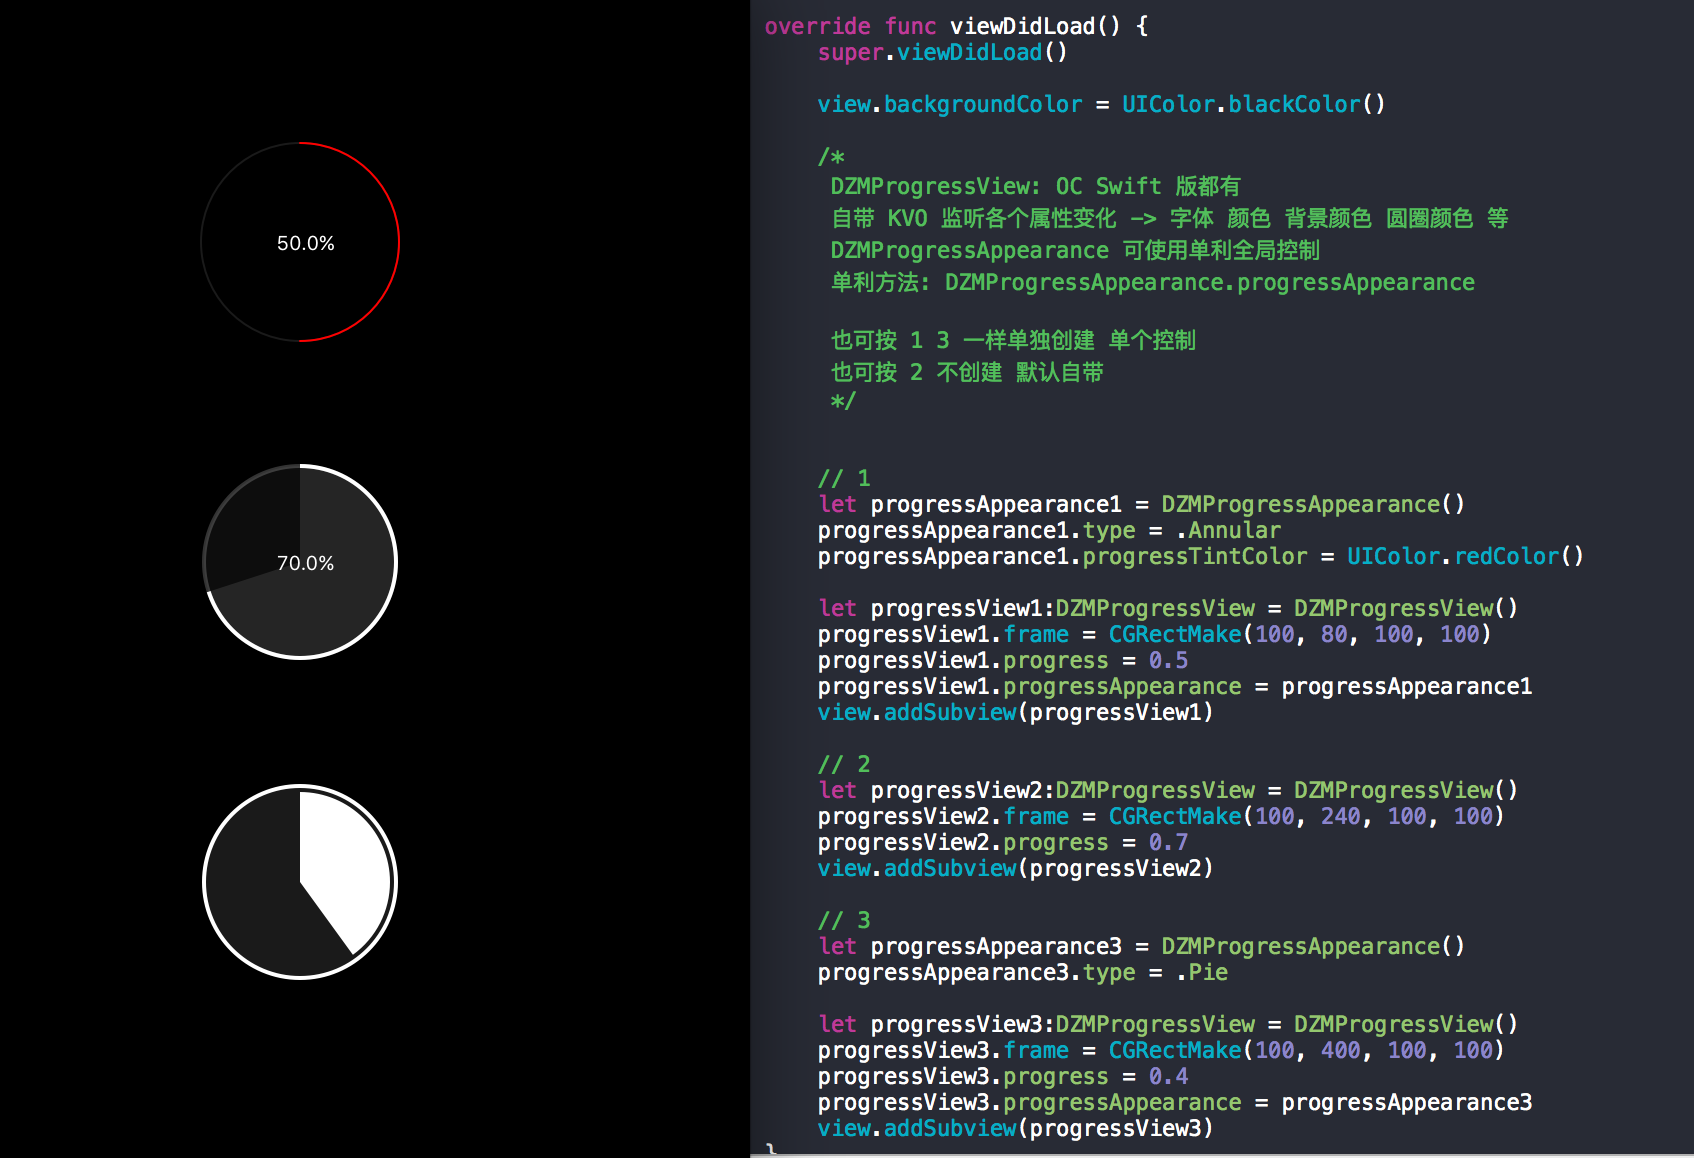 50.0%
70.0%
override func viewDidLoad() {
super.viewDidLoad()
view.backgroundColor = UIColor.blackColor()
/*
DZMProgressView: OC Swift 版都有
自带 KVO 监听各个属性变化 -> 字体 颜色 背景颜色 圆圈颜色 等
DZMProgressAppearance 可使用单利全局控制
单利方法: DZMProgressAppearance.progressAppearance
也可按 1 3 一样单独创建 单个控制
也可按 2 不创建 默认自带
*/
// 1
let progressAppearance1 = DZMProgressAppearance()
progressAppearance1.type = .Annular
progressAppearance1.progressTintColor = UIColor.redColor()
let progressView1:DZMProgressView = DZMProgressView()
progressView1.frame = CGRectMake(100, 80, 100, 100)
progressView1.progress = 0.5
progressView1.progressAppearance = progressAppearance1
view.addSubview(progressView1)
// 2
let progressView2:DZMProgressView = DZMProgressView()
progressView2.frame = CGRectMake(100, 240, 100, 100)
progressView2.progress = 0.7
view.addSubview(progressView2)
// 3
let progressAppearance3 = DZMProgressAppearance()
progressAppearance3.type = .Pie
let progressView3:DZMProgressView = DZMProgressView()
progressView3.frame = CGRectMake(100, 400, 100, 100)
progressView3.progress = 0.4
progressView3.progressAppearance = progressAppearance3
view.addSubview(progressView3)
}